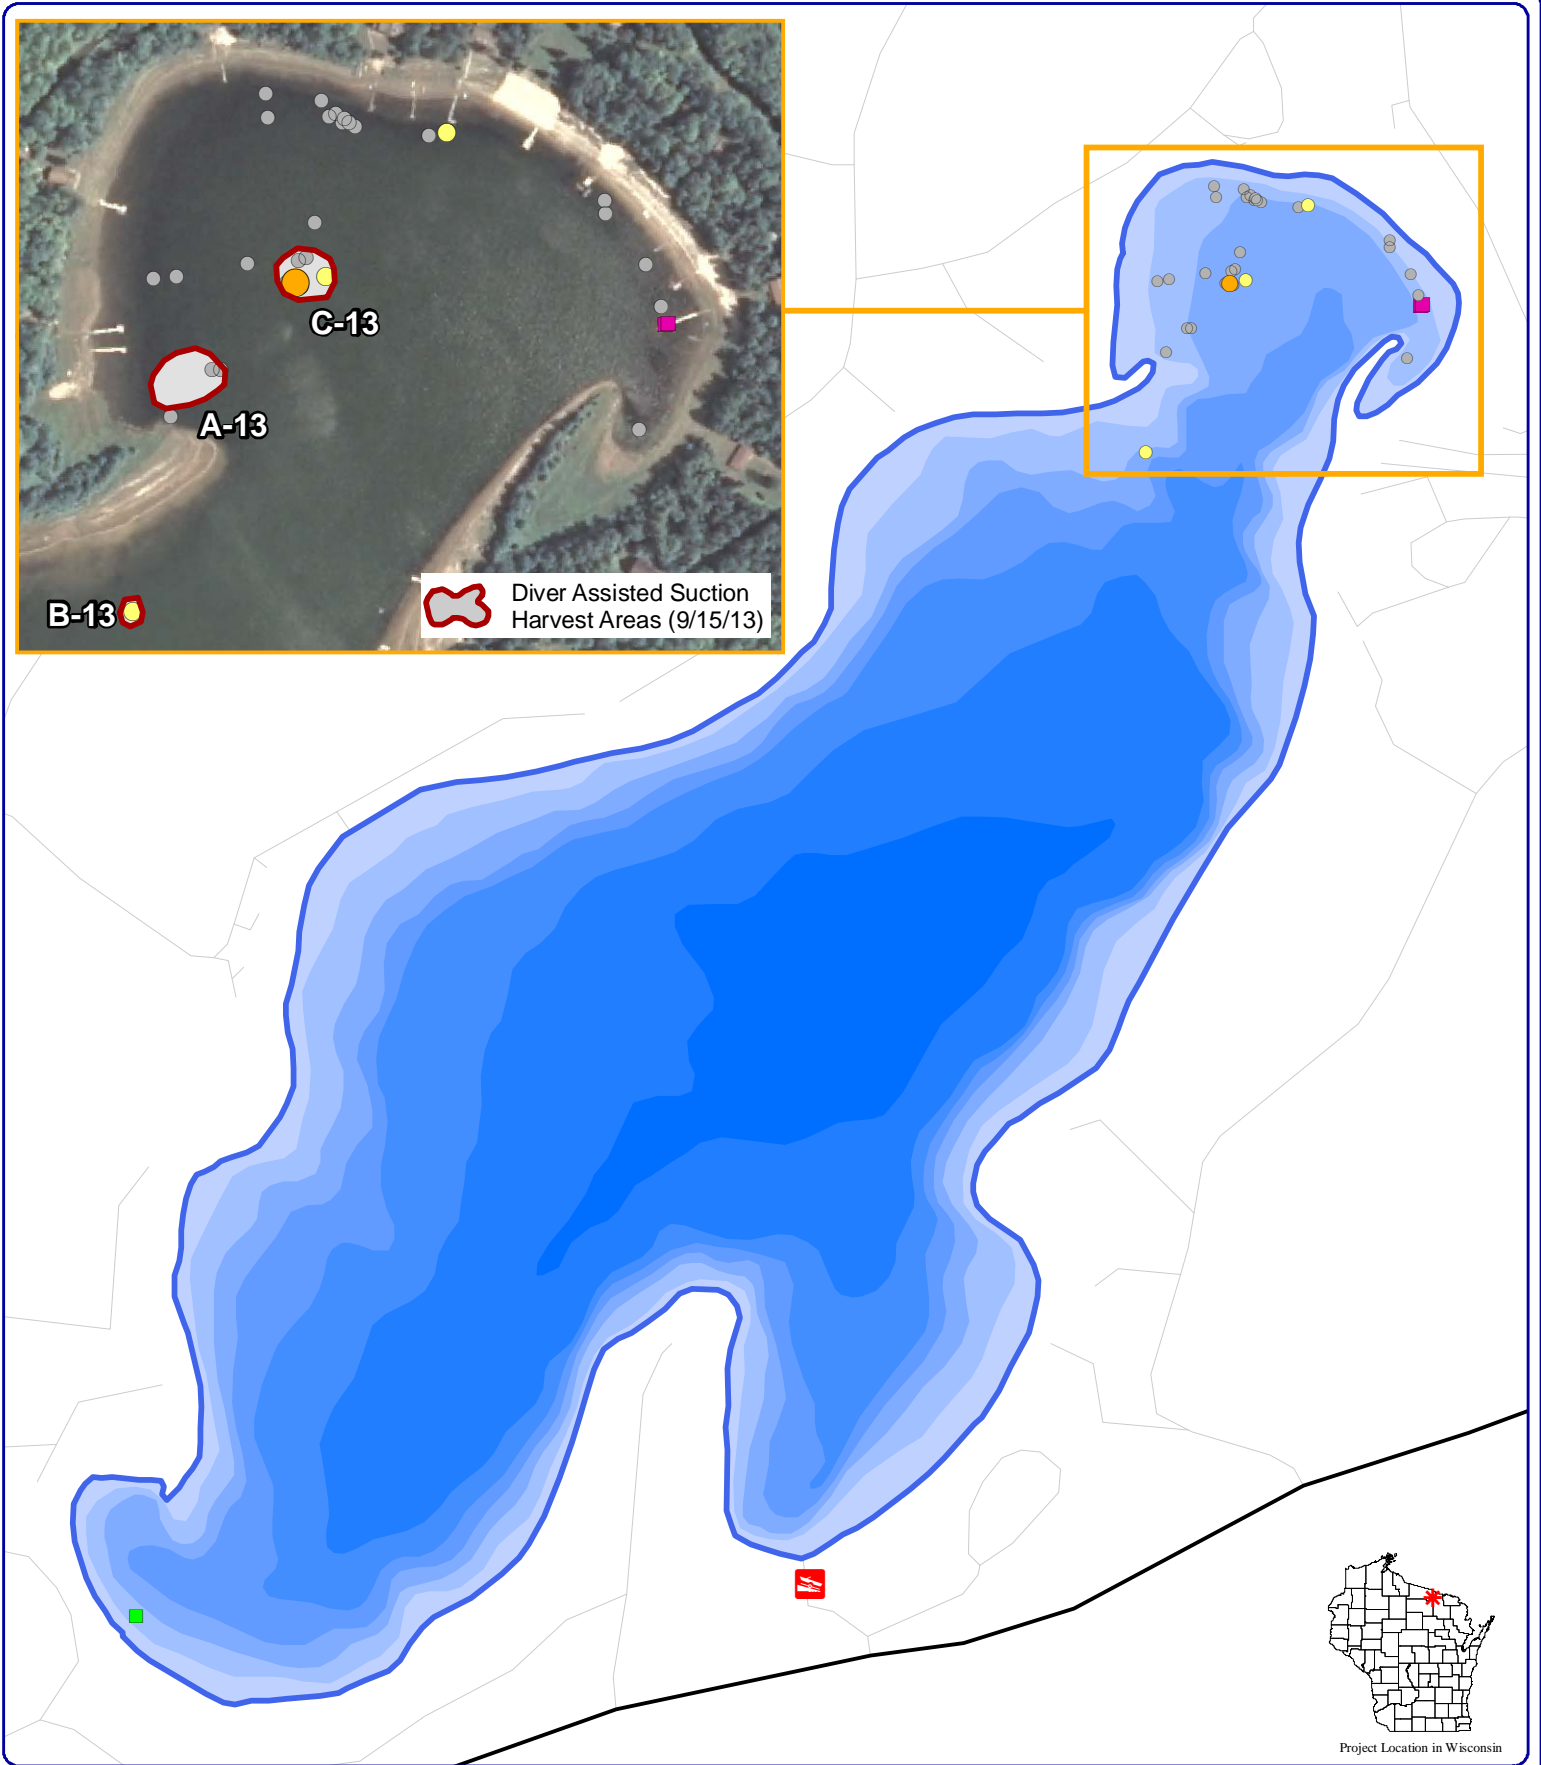 C-13
A-13
B-13
Diver Assisted Suction
Harvest Areas (9/15/13)
Project Location in Wisconsin